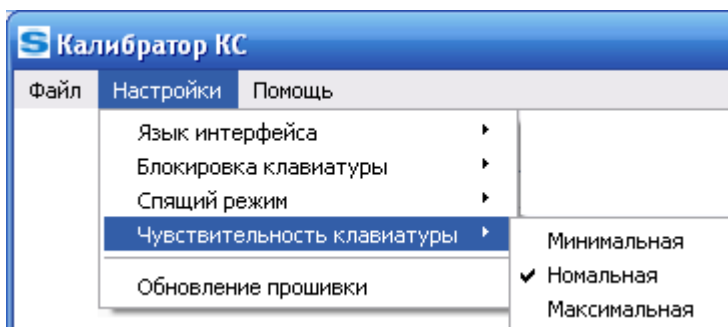 S Калибратор КС
Файл Настройки Помощь
Язык интерфейса
Блокировка клавиатуры
Спящий режим
Чувствительность клавиатуры
Минимальная
Номальная
Обновление прошивки
Максимальная